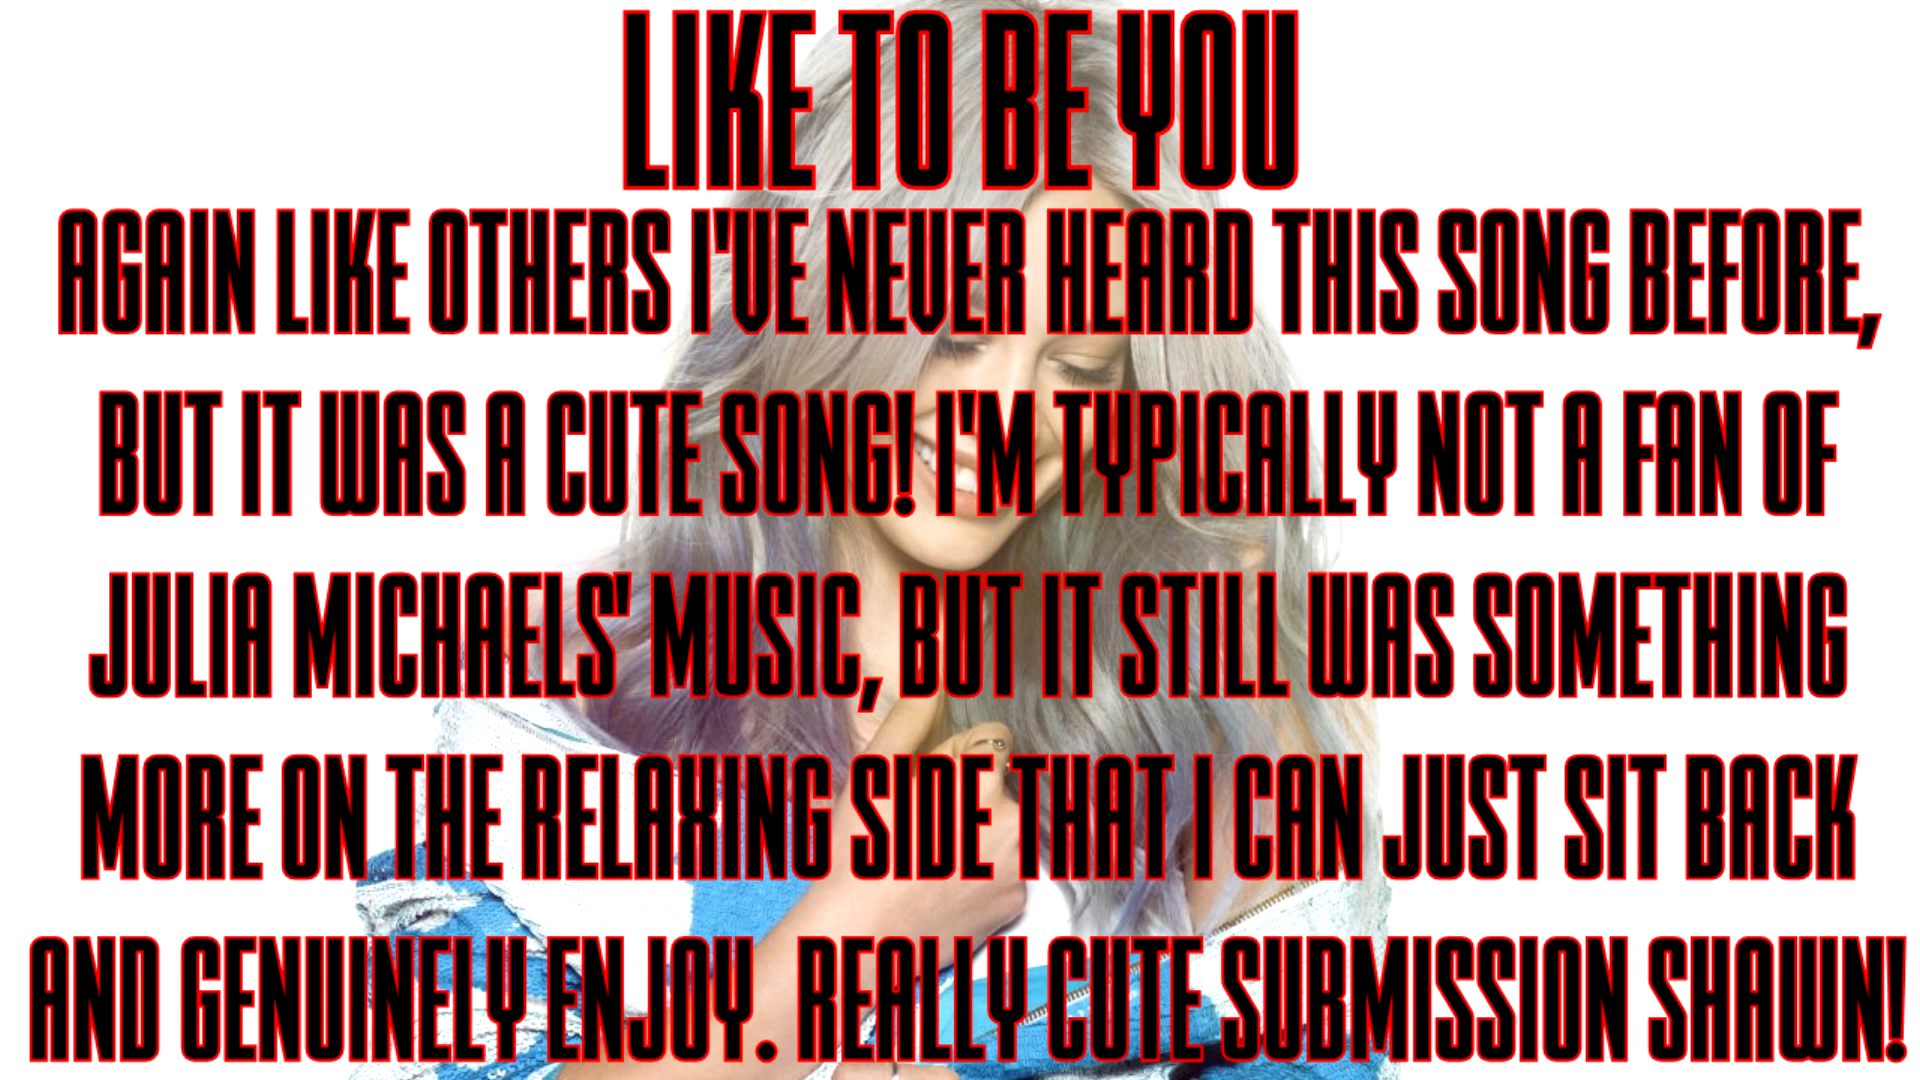 LIKE TO BE YOU
AGAIN LIKE OTHERS I'VE NEVER HEARD THIS SONG BEFORE,
BUT IT WAS A CUTE SONG! I'M TYPICALLY NOT A FAN OF
JULIA MICHAELS' MUSIC, BUT IT STILL WAS SOMETHING
MORE ON THE RELAXING SIDE THAT I CAN JUST SIT BACK
AND GENUINELY ENJOY. REALLY CUTE SUBMISSION SHAWN!